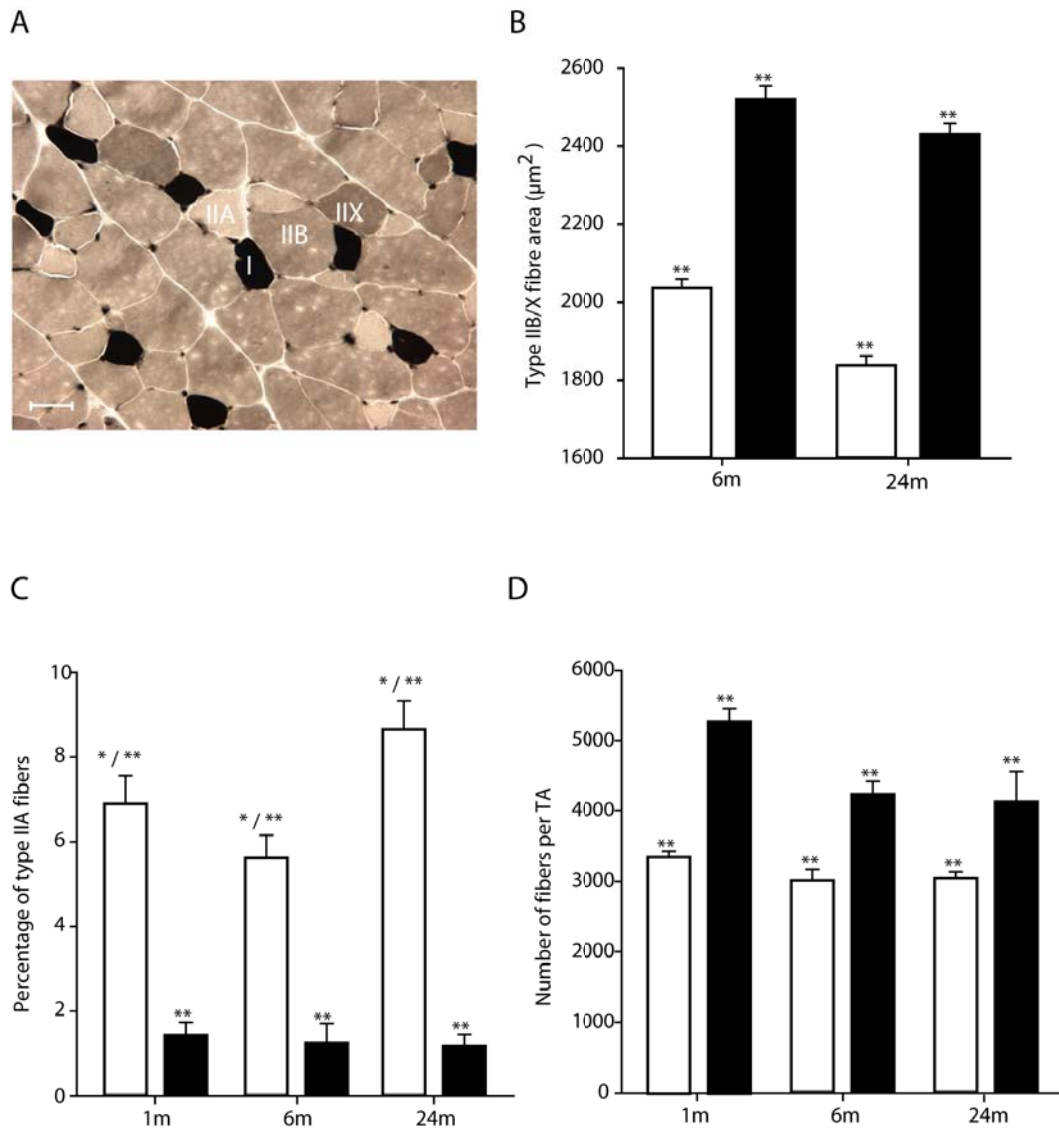 A
IIA
IIX
IIB
I
B
Type IIB/X fibre area (µm²)
2600
2400
2200
2000
1800
1600
**
**
**
**
6m
24m
C
Percentage of type IIA fibers
10
8
6
4
2
0
* / **
**
* / **
**
* / **
**
1m
6m
24m
D
Number of fibers per TA
6000
5000
4000
3000
2000
1000
0
**
**
**
**
**
**
1m
6m
24m